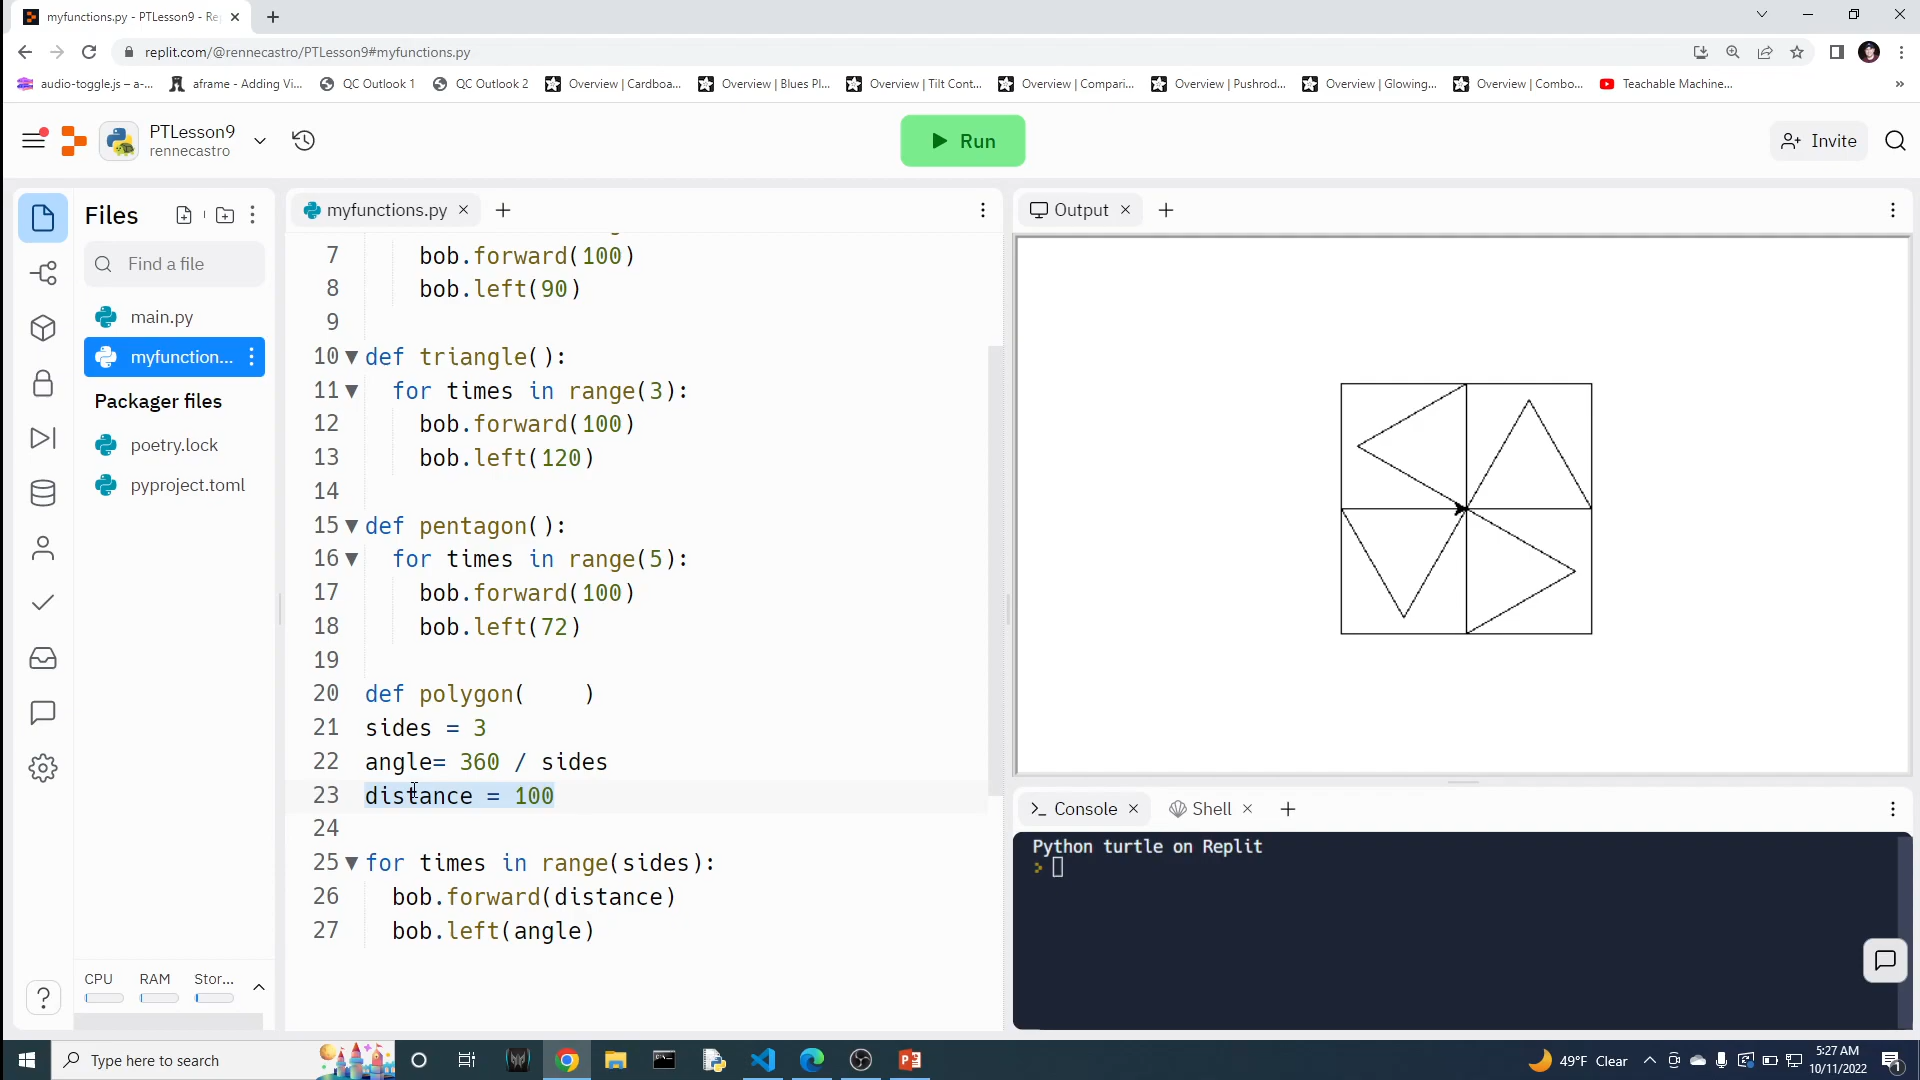 myfunctions.py - PTLesson9 - Re
replit.com/@rennecastro/PTLesson9#myfunctions.py
audio-toggle.js – a-...
aframe - Adding Vi...
QC Outlook 1
QC Outlook 2
Overview | Cardboa...
Overview | Blues Pl...
Overview | Tilt Cont...
Overview | Compari...
Overview | Pushrod...
Overview | Glowing...
Overview | Combo...
Teachable Machine...
PTLesson9
rennecastro
Run
Invite
Files
Find a file
main.py
myfunction...
Packager files
poetry.lock
pyproject.toml
CPU RAM Stor...
myfunctions.py
7 bob.forward(100)
8 bob.left(90)
9
10 def triangle():
11 for times in range(3):
12 bob.forward(100)
13 bob.left(120)
14
15 def pentagon():
16 for times in range(5):
17 bob.forward(100)
18 bob.left(72)
19
20 def polygon(    )
21 sides = 3
22 angle= 360 / sides
23 distance = 100
24
25 for times in range(sides):
26 bob.forward(distance)
27 bob.left(angle)
Output
Console
Shell
Python turtle on Replit
Type here to search
49°F Clear
5:27 AM
10/11/2022
1